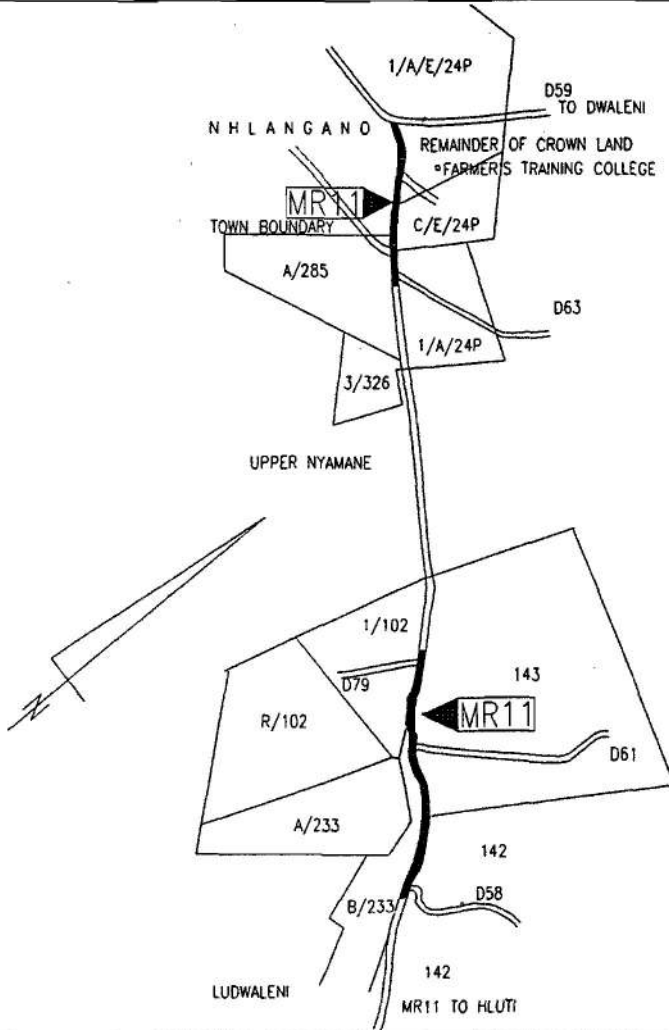 1/A/E/24P
D59
TO DWALENI
NHLANGANO
REMAINDER OF CROWN LAND
FARMER'S TRAINING COLLEGE
MR11
TOWN BOUNDARY
C/E/24P
A/285
D63
1/A/24P
3/326
UPPER NYAMANE
1/102
D79
143
MR11
R/102
D61
A/233
142
B/233
D58
142
LUDWALENI
MR11 TO HLUTI
N